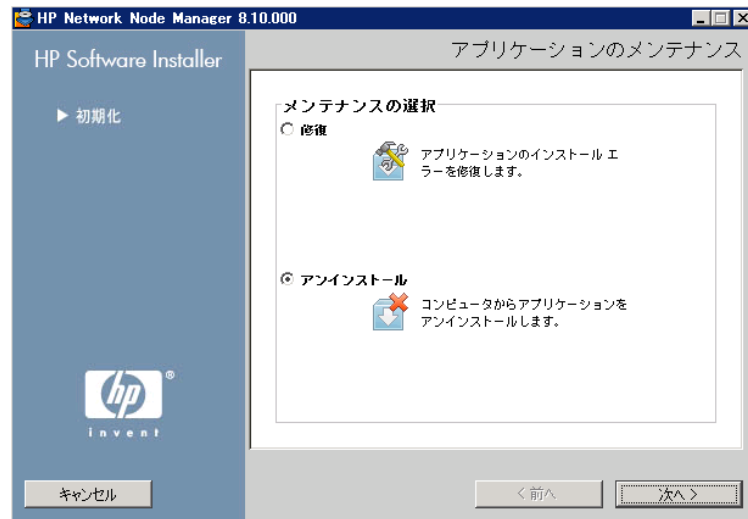 HP Network Node Manager 8.10.000
HP Software Installer
アプリケーションのメンテナンス
▶ 初期化
メンテナンスの選択
修復
アプリケーションのインストール エ
ラーを修復します。
アンインストール
コンピュータからアプリケーションを
アンインストールします。
hp
®
invent
キャンセル
< 前へ
次へ >